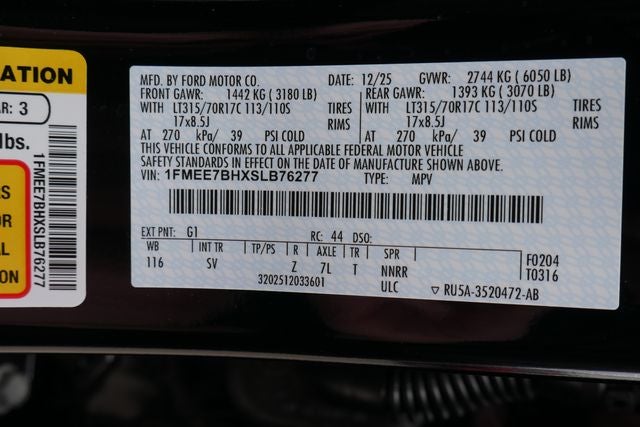 ATION
AR: 3
lbs.
S
OR
AL
ION
1FMEE7BHXSLB76277
MFD. BY FORD MOTOR CO. 12/25 GVWR: 2744 KG ( 6050 LB)
FRONT GAWR: 1442 KG ( 3180 LB) REAR GAWR: 1393 KG ( 3070 LB)
WITH LT315/70R17C 113/110S TIRES WITH LT315/70R17C 113/110S TIRES
17x8.5J RIMS 17x8.5J RIMS
AT 270 kPa/ 39 PSI COLD AT 270 kPa/ 39 PSI COLD
THIS VEHICLE CONFORMS TO ALL APPLICABLE FEDERAL MOTOR VEHICLE
SAFETY STANDARDS IN EFFECT ON THE DATE OF MANUFACTURE SHOWN ABOVE.
VIN: 1FMEE7BHXSLB76277 TYPE: MPV
EXT PNT: G1 RC: 44 DSO:
WB INT TR TP/PS R AXLE TR SPR F0204
116 SV Z 7L T NNRR T0316
3202512033601 ULC ▽ RU5A-3520472-AB